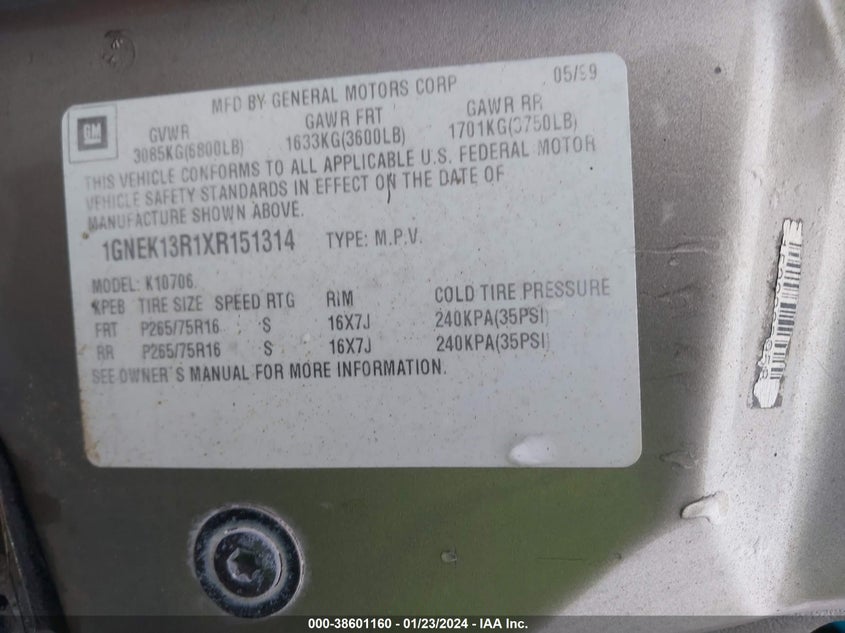 MFD BY GENERAL MOTORS CORP 05/99
GM
GVWR GAWR FRT GAWR RR
3085KG(6800LB) 1633KG(3600LB) 1701KG(3750LB)
THIS VEHICLE CONFORMS TO ALL APPLICABLE U.S. FEDERAL MOTOR
VEHICLE SAFETY STANDARDS IN EFFECT ON THE DATE OF
MANUFACTURE SHOWN ABOVE.
1GNEK13R1XR151314 TYPE: M.P.V.
MODEL: K10706
KPEB TIRE SIZE SPEED RTG RIM COLD TIRE PRESSURE
FRT P265/75R16 S 16X7J 240KPA(35PSI)
RR P265/75R16 S 16X7J 240KPA(35PSI)
SEE OWNER'S MANUAL FOR MORE INFORMATION.
000-38601160 - 01/23/2024 - IAA Inc.